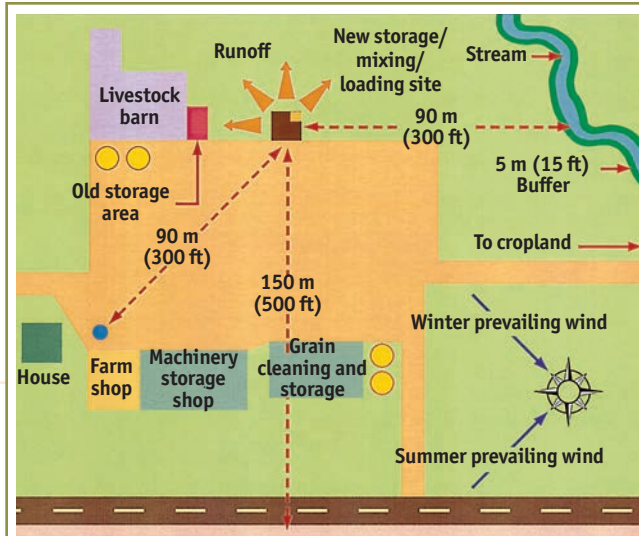 Runoff
New storage/
mixing/
loading site
Stream
Livestock
barn
90 m
(300 ft)
5 m (15 ft)
Buffer
Old storage
area
To cropland
90 m
(300 ft)
150 m
(500 ft)
Winter prevailing wind
House
Farm
shop
Machinery
storage
shop
Grain
cleaning and
storage
Summer prevailing wind